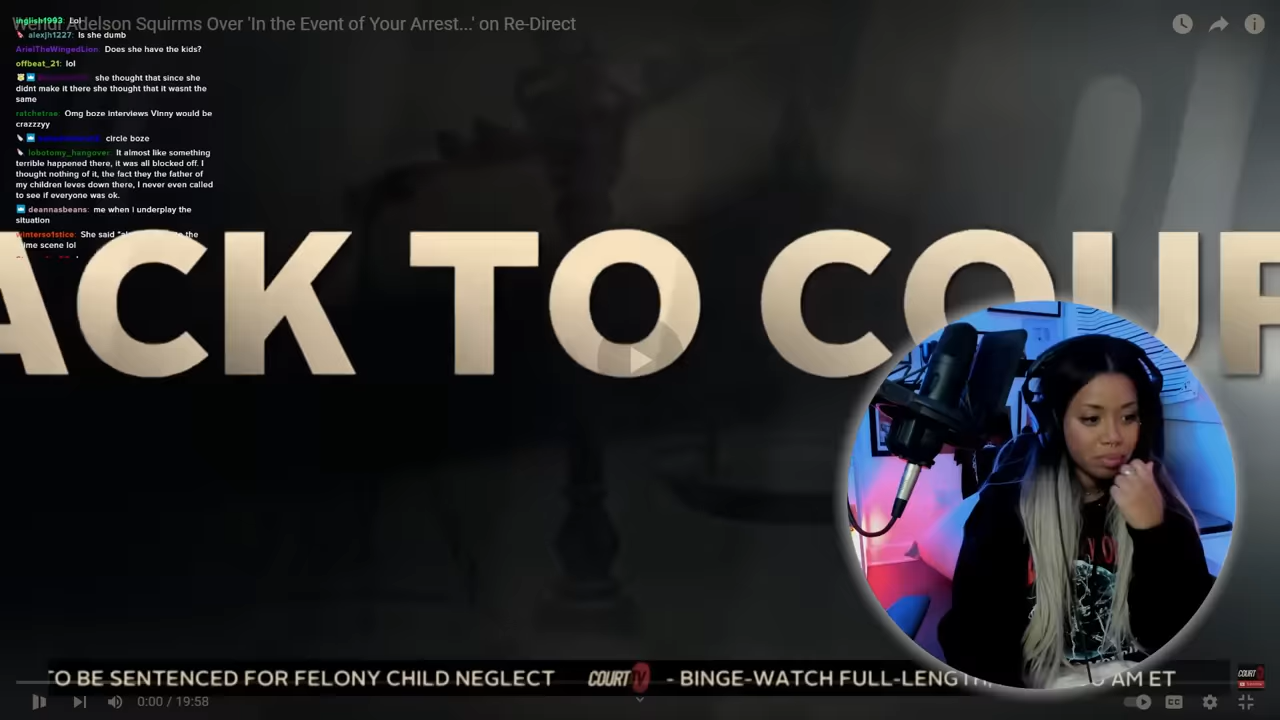 Wendi Adelson Squirms Over 'In the Event of Your Arrest...' on Re-Direct
inglish1993: Lol
alexjh1227: Is she dumb
ArielTheWingedLion: Does she have the kids?
offbeat_21: lol
she thought that since she
didnt make it there she thought that it wasnt the
same
ratchetrae: Omg boze interviews Vinny would be
crazzzyy
circle boze
lobotomy_hangover: It almost like something
terrible happened there, it was all blocked off. I
thought nothing of it, the fact they the father of
my children leves down there, I never even called
to see if everyone was ok.
deannasbeans: me when i underplay the
situation
She said the
scene lol
ACK TO COUR
TO BE SENTENCED FOR FELONY CHILD NEGLECT COURT TV - BINGE-WATCH FULL-LENGTH, AM ET
0:00 / 19:58
CC